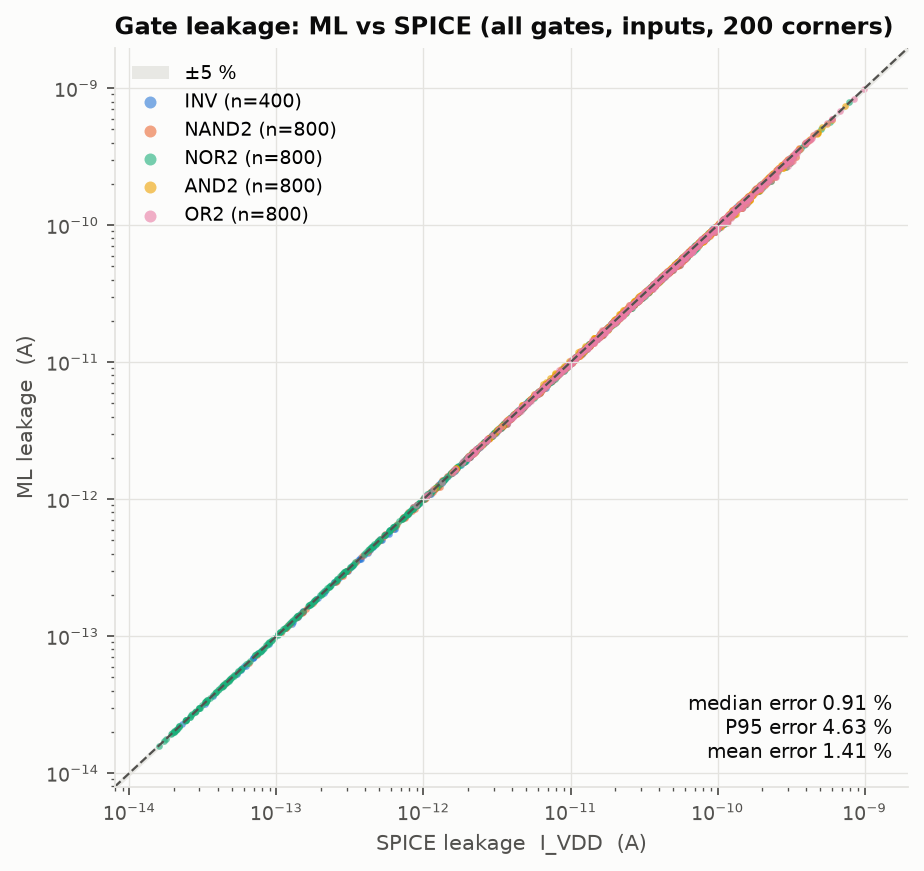 Gate leakage: ML vs SPICE (all gates, inputs, 200 corners)
±5 %
INV (n=400)
NAND2 (n=800)
NOR2 (n=800)
AND2 (n=800)
OR2 (n=800)
10⁻⁹
10⁻¹⁰
10⁻¹¹
10⁻¹²
10⁻¹³
10⁻¹⁴
ML leakage (A)
median error 0.91 %
P95 error 4.63 %
mean error 1.41 %
10⁻¹⁴ 10⁻¹³ 10⁻¹² 10⁻¹¹ 10⁻¹⁰ 10⁻⁹
SPICE leakage I_VDD (A)